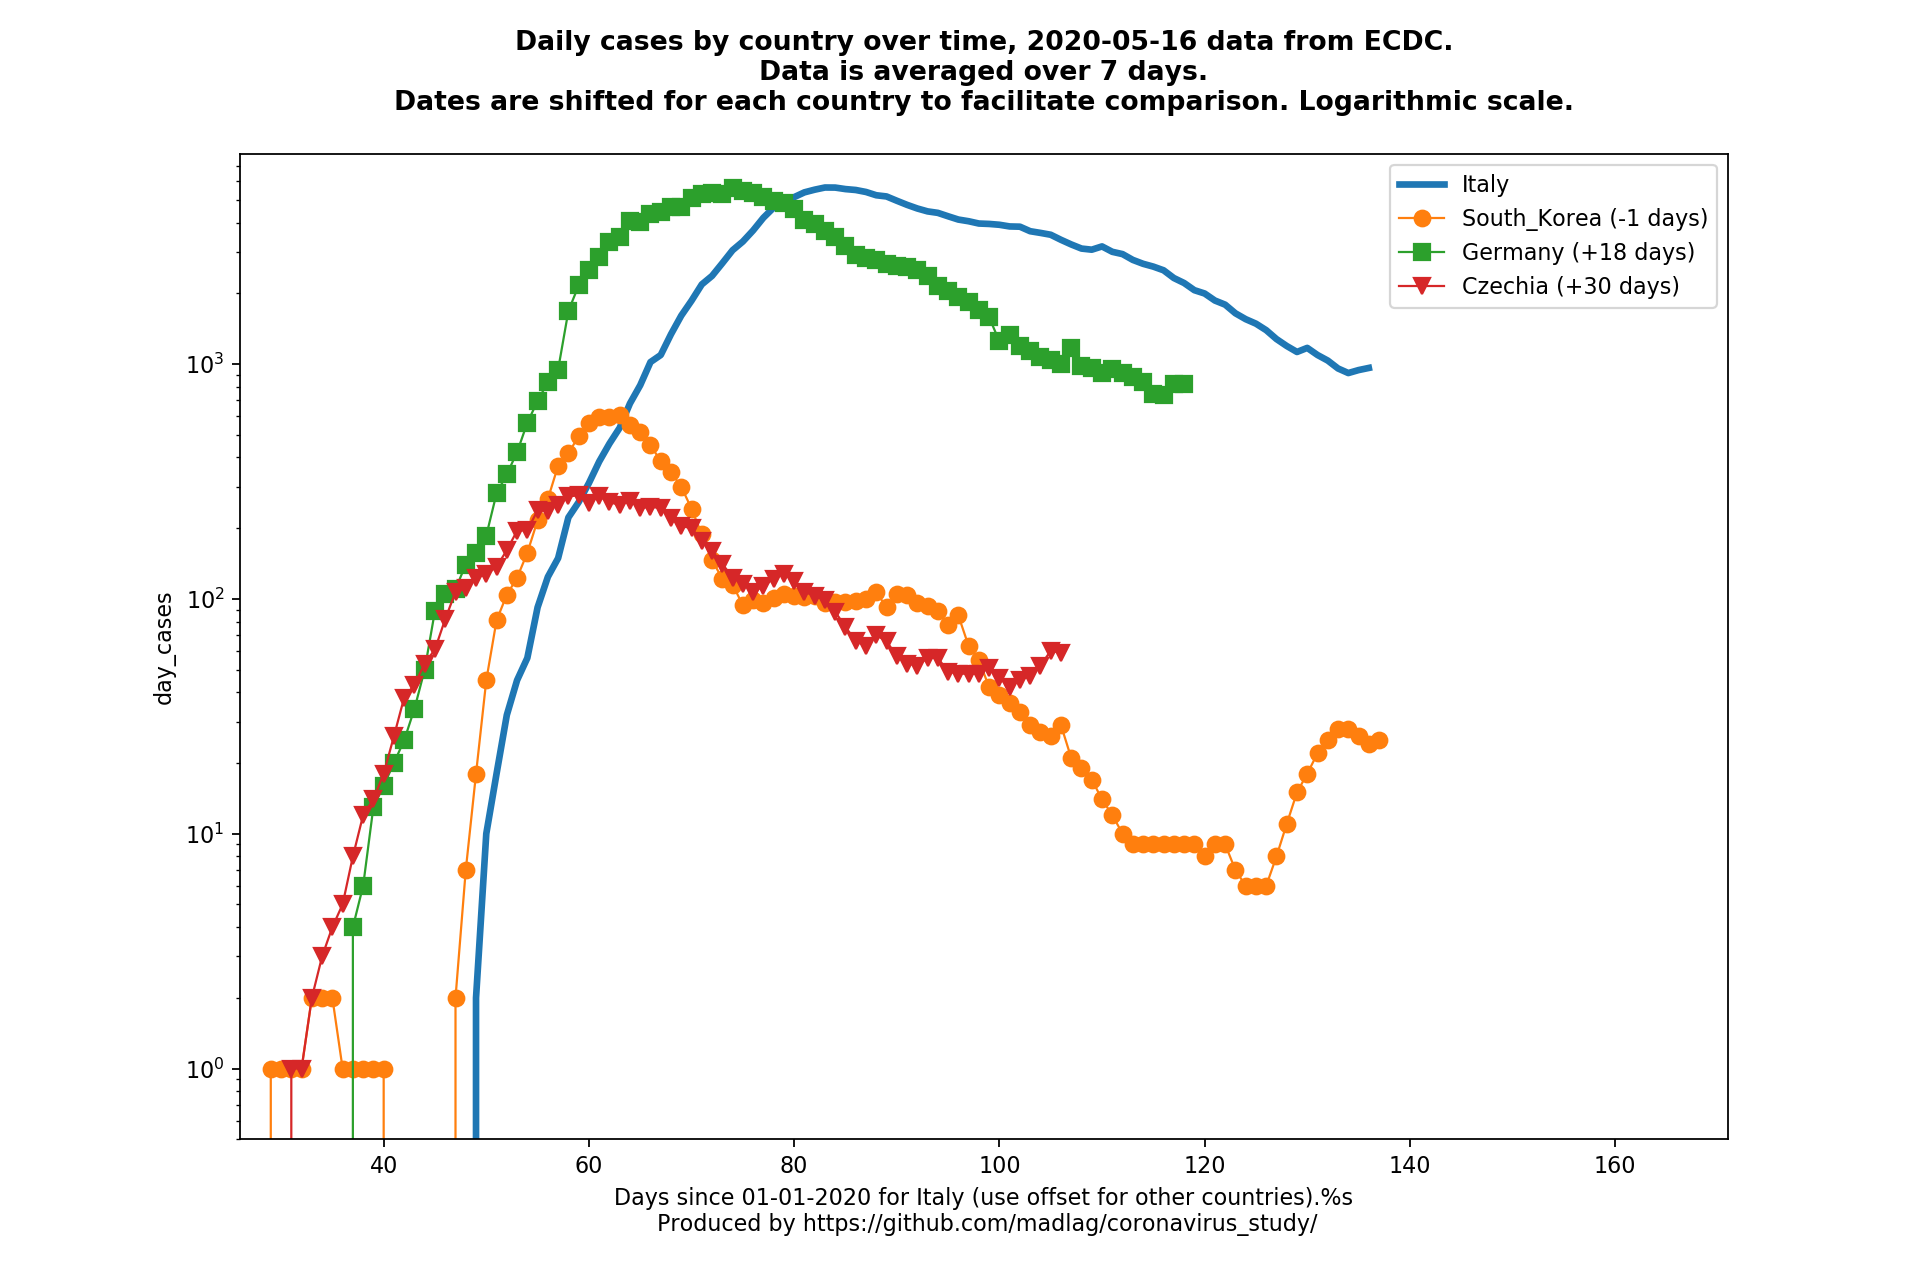 Daily cases by country over time, 2020-05-16 data from ECDC.
Data is averaged over 7 days.
Dates are shifted for each country to facilitate comparison. Logarithmic scale.
Italy
South_Korea (-1 days)
Germany (+18 days)
Czechia (+30 days)
day_cases
10³
10²
10¹
10⁰
40 60 80 100 120 140 160
Days since 01-01-2020 for Italy (use offset for other countries).%s
Produced by https://github.com/madlag/coronavirus_study/